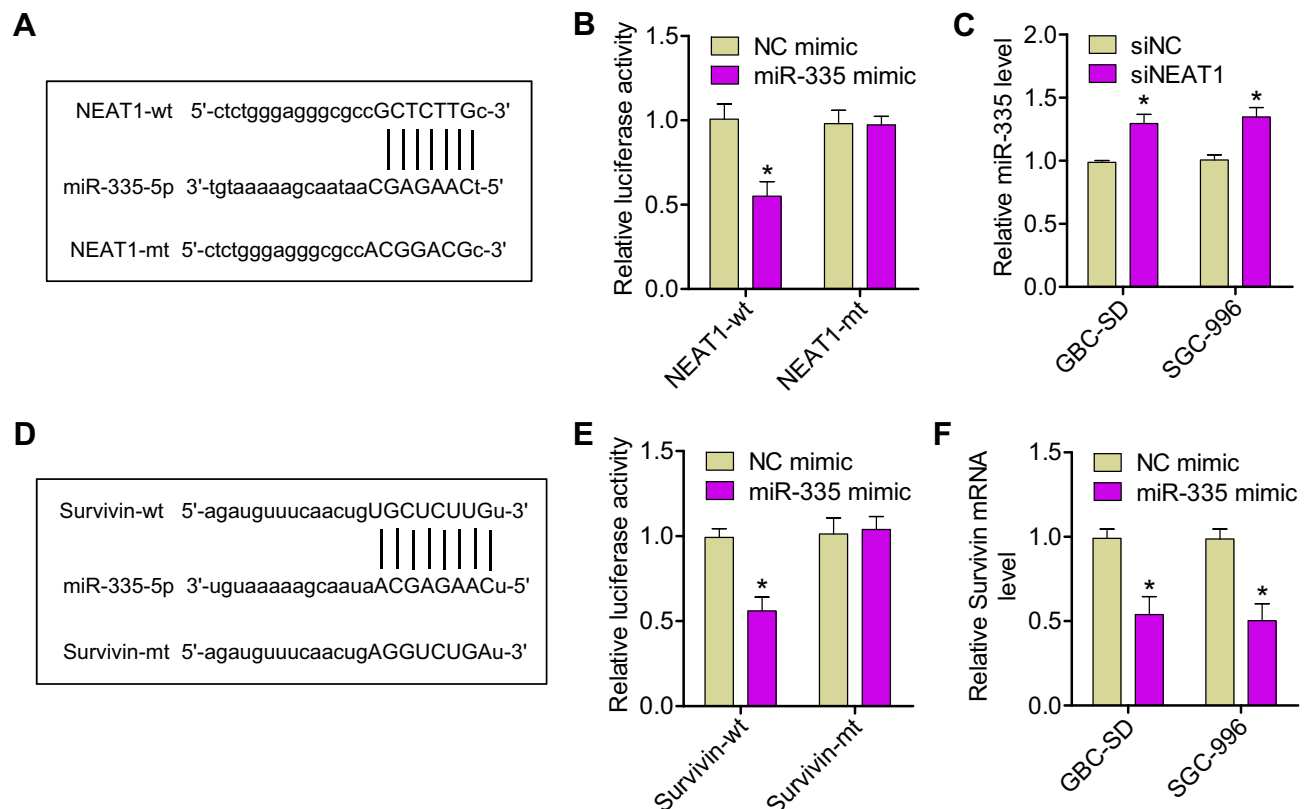 A
NEAT1-wt 5'-ctctgggagggcgccGCTCTTGc-3'
miR-335-5p 3'-tgtaaaaagcaataaCGAGAACt-5'
NEAT1-mt 5'-ctctgggagggcgccACGGACGc-3'
B
NC mimic
miR-335 mimic
Relative luciferase activity
1.5
1.0
0.5
0.0
*
NEAT1-wt
NEAT1-mt
C
siNC
siNEAT1
Relative miR-335 level
2.0
1.5
1.0
0.5
0.0
*
*
GBC-SD
SGC-996
D
Survivin-wt 5'-agauguuucaacugUGCUCUUGu-3'
miR-335-5p 3'-uguaaaaagcaauaACGAGAACu-5'
Survivin-mt 5'-agauguuucaacugAGGUCUGAu-3'
E
NC mimic
miR-335 mimic
Relative luciferase activity
1.5
1.0
0.5
0.0
*
Survivin-wt
Survivin-mt
F
NC mimic
miR-335 mimic
Relative Survivin mRNA
level
1.5
1.0
0.5
0.0
*
*
GBC-SD
SGC-996